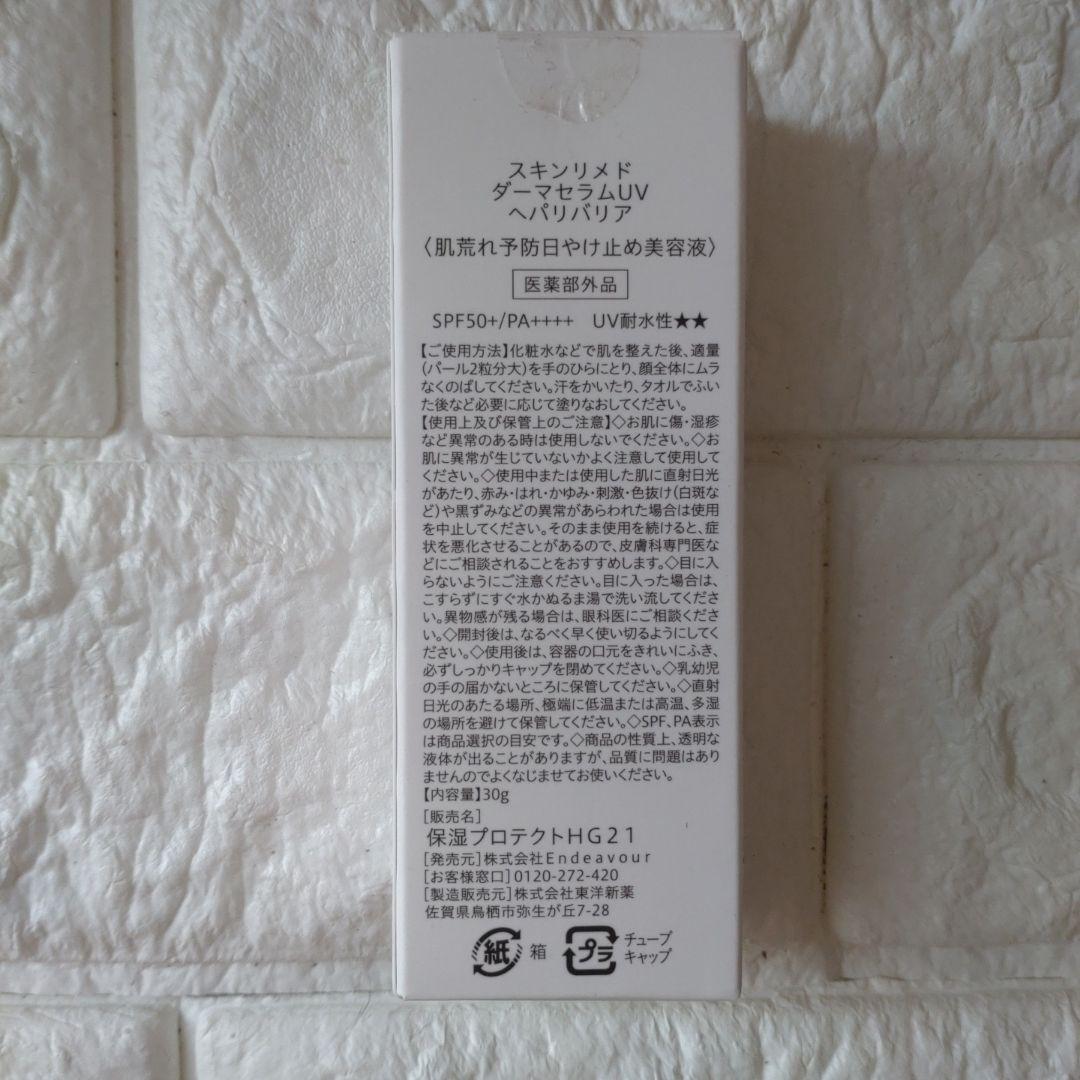 スキンリメド
ダーマセラムUV
ヘパリバリア
〈肌荒れ予防日やけ止め美容液〉
医薬部外品
SPF50+/PA++++ UV耐水性★★
【ご使用方法】化粧水などで肌を整えた後、適量
(パール2粒分大)を手のひらにとり、顔全体にムラ
なくのばしてください。汗をかいたり、タオルでふい
た後など必要に応じて塗りなおしてください。
【使用上及び保管上のご注意】◇お肌に傷・湿疹
など異常のある時は使用しないでください。◇お
肌に異常が生じていないかよく注意して使用して
ください。◇使用中または使用した肌に直射日光
があたり、赤み・はれ・かゆみ・刺激・色抜け(白斑な
ど)や黒ずみなどの異常があらわれた場合は使用
を中止してください。そのまま使用を続けると、症
状を悪化させることがあるので、皮膚科専門医な
どにご相談されることをおすすめします。◇目に入
らないようにご注意ください。目に入った場合は、
こすらずにすぐ水かぬるま湯で洗い流してくださ
い。異物感が残る場合は、眼科医にご相談くださ
い。◇開封後は、なるべく早く使い切るようにしてく
ださい。◇使用後は、容器の口元をきれいにふき、
必ずしっかりキャップを閉めてください。◇乳幼児
の手の届かないところに保管してください。◇直射
日光のあたる場所、極端に低温または高温、多湿
の場所を避けて保管してください。◇SPF、PA表示
は商品選択の目安です。◇商品の性質上、透明な
液体が出ることがありますが、品質に問題はあり
ませんのでよくなじませてお使いください。
【内容量】30g
[販売名]
保湿プロテクトHG21
[発売元]株式会社Endeavour
[お客様窓口]0120-272-420
[製造販売元]株式会社東洋新薬
佐賀県鳥栖市弥生が丘7-28
紙 箱 プラ チューブ
キャップ